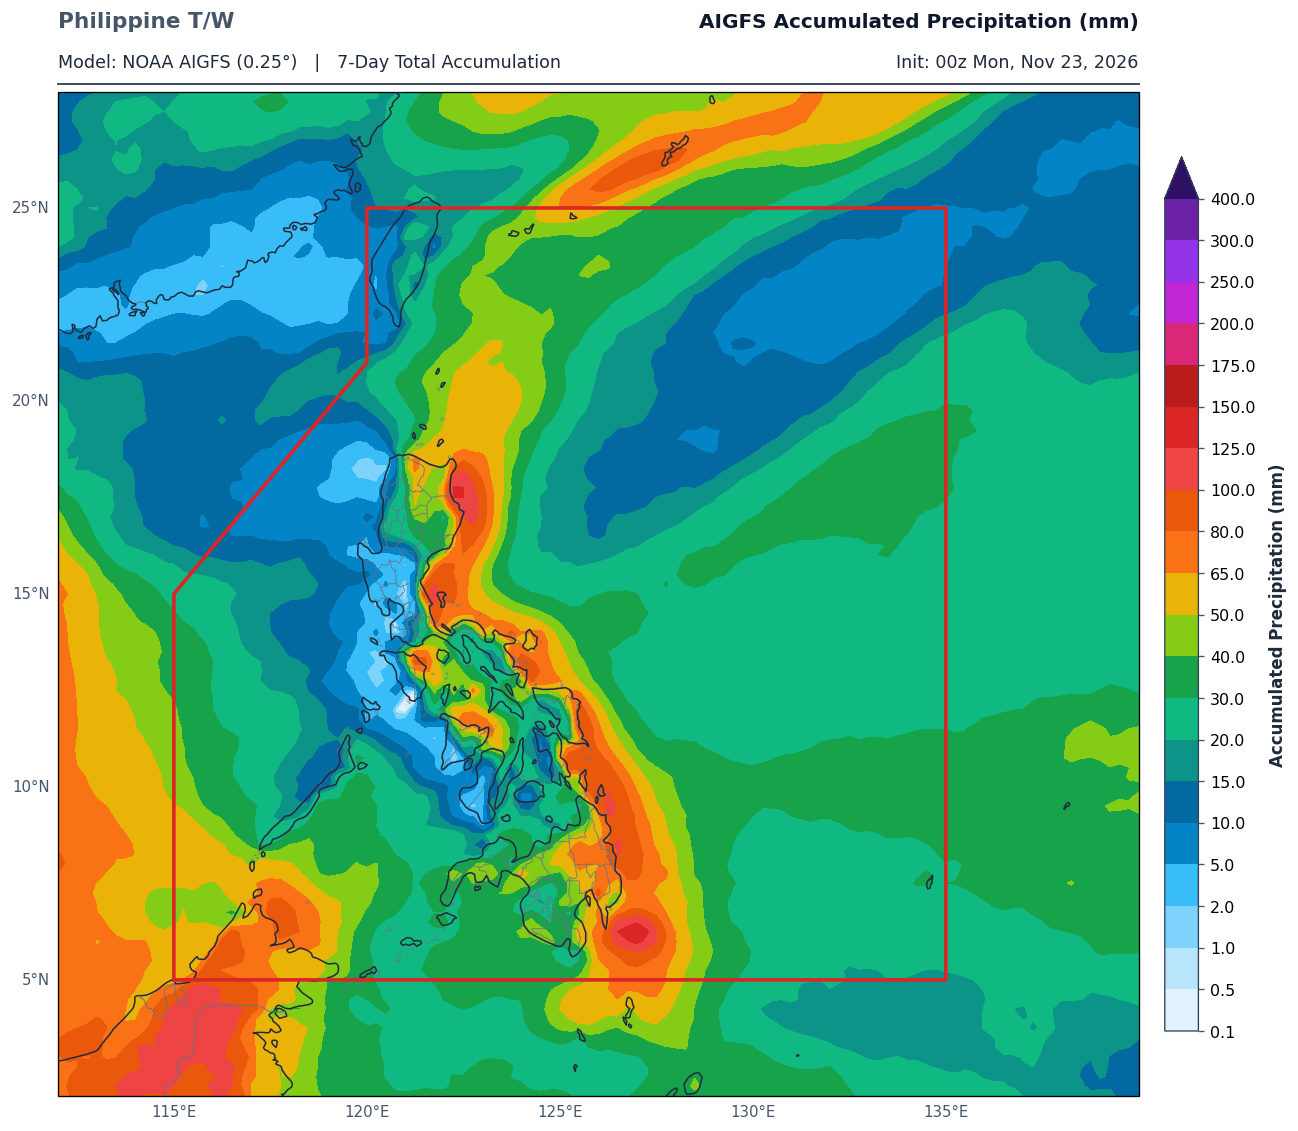 Philippine T/W
AIGFS Accumulated Precipitation (mm)
Model: NOAA AIGFS (0.25°)   |   7-Day Total Accumulation
Init: 00z Mon, Nov 23, 2026
25°N
20°N
15°N
10°N
5°N
115°E
120°E
125°E
130°E
135°E
400.0
300.0
250.0
200.0
175.0
150.0
125.0
100.0
80.0
65.0
50.0
40.0
30.0
20.0
15.0
10.0
5.0
2.0
1.0
0.5
0.1
Accumulated Precipitation (mm)